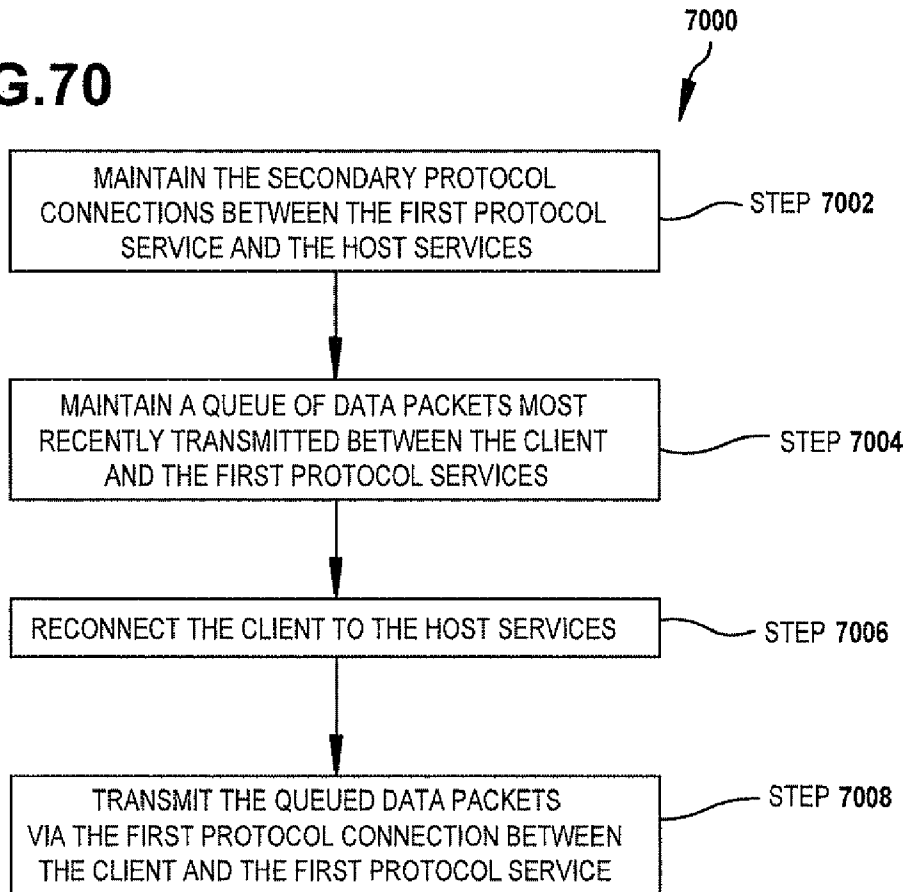 7000
G.70
MAINTAIN THE SECONDARY PROTOCOL
CONNECTIONS BETWEEN THE FIRST PROTOCOL
SERVICE AND THE HOST SERVICES
STEP 7002
MAINTAIN A QUEUE OF DATA PACKETS MOST
RECENTLY TRANSMITTED BETWEEN THE CLIENT
AND THE FIRST PROTOCOL SERVICES
STEP 7004
RECONNECT THE CLIENT TO THE HOST SERVICES
STEP 7006
TRANSMIT THE QUEUED DATA PACKETS
VIA THE FIRST PROTOCOL CONNECTION BETWEEN
THE CLIENT AND THE FIRST PROTOCOL SERVICE
STEP 7008